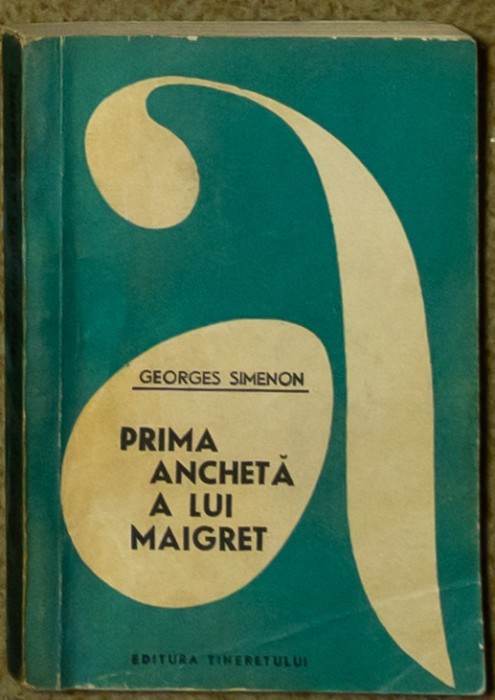 GEORGES SIMENON
PRIMA
ANCHETĂ
A LUI
MAIGRET
EDITURA TINERETULUI